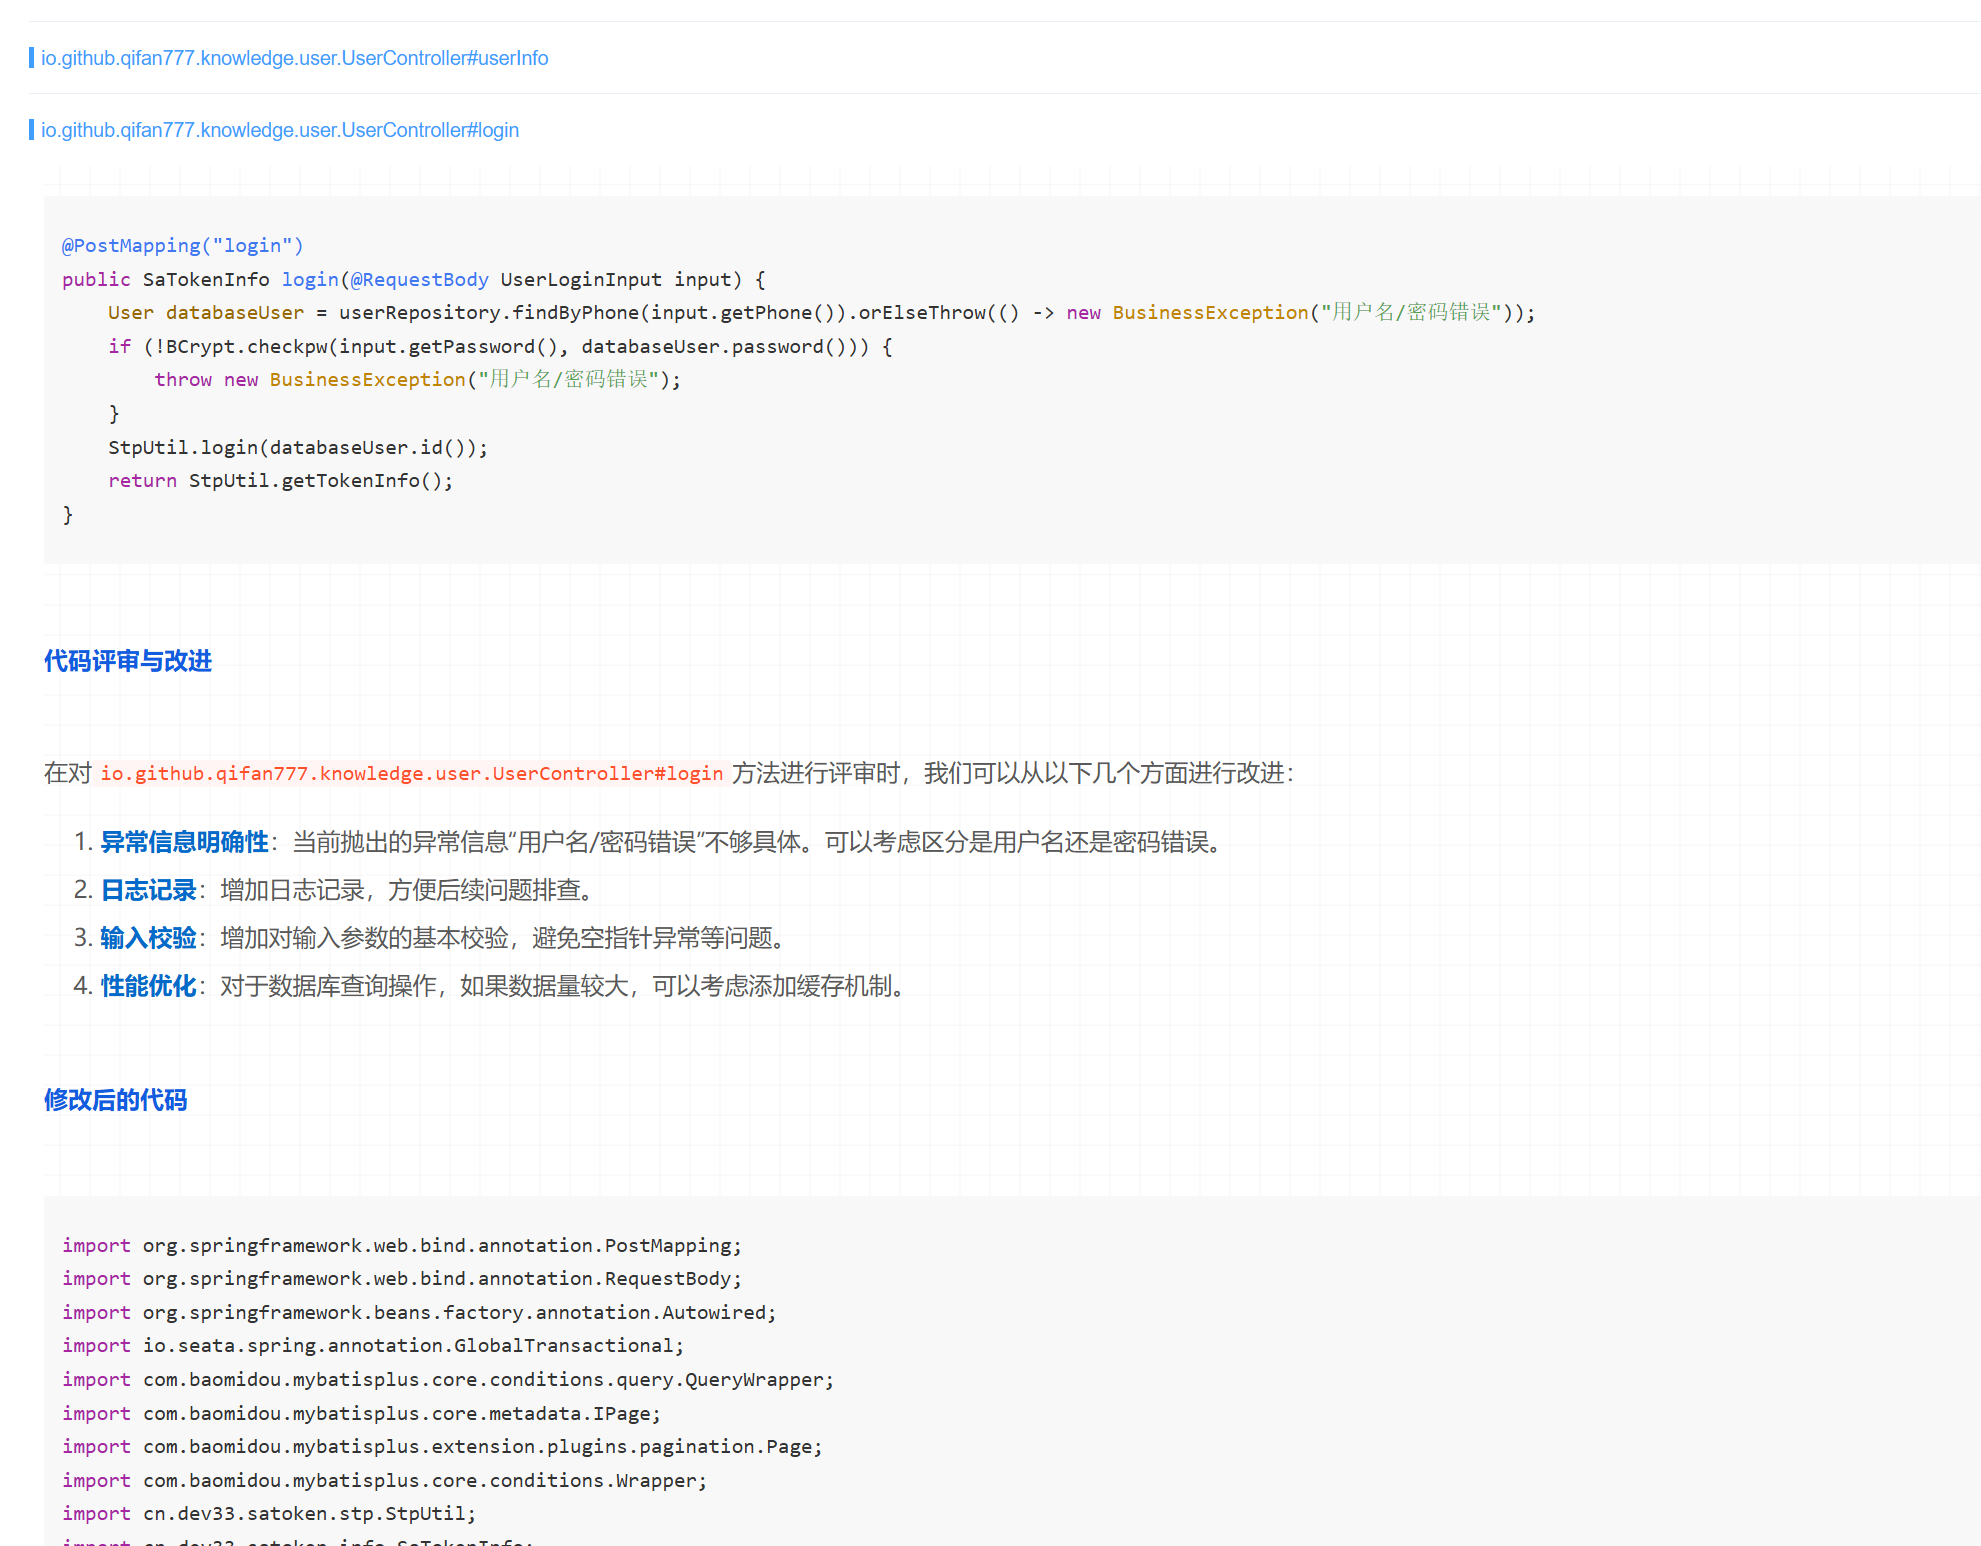 io.github.qifan777.knowledge.user.UserController#userInfo
io.github.qifan777.knowledge.user.UserController#login
@PostMapping("login")
public SaTokenInfo login(@RequestBody UserLoginInput input) {
    User databaseUser = userRepository.findByPhone(input.getPhone()).orElseThrow(() -> new BusinessException("用户名/密码错误"));
    if (!BCrypt.checkpw(input.getPassword(), databaseUser.password())) {
        throw new BusinessException("用户名/密码错误");
    }
    StpUtil.login(databaseUser.id());
    return StpUtil.getTokenInfo();
}
代码评审与改进
在对 io.github.qifan777.knowledge.user.UserController#login 方法进行评审时，我们可以从以下几个方面进行改进：
1. 异常信息明确性：当前抛出的异常信息“用户名/密码错误”不够具体。可以考虑区分是用户名还是密码错误。
2. 日志记录：增加日志记录，方便后续问题排查。
3. 输入校验：增加对输入参数的基本校验，避免空指针异常等问题。
4. 性能优化：对于数据库查询操作，如果数据量较大，可以考虑添加缓存机制。
修改后的代码
import org.springframework.web.bind.annotation.PostMapping;
import org.springframework.web.bind.annotation.RequestBody;
import org.springframework.beans.factory.annotation.Autowired;
import io.seata.spring.annotation.GlobalTransactional;
import com.baomidou.mybatisplus.core.conditions.query.QueryWrapper;
import com.baomidou.mybatisplus.core.metadata.IPage;
import com.baomidou.mybatisplus.extension.plugins.pagination.Page;
import com.baomidou.mybatisplus.core.conditions.Wrapper;
import cn.dev33.satoken.stp.StpUtil;
import cn.dev33.satoken.info.SaTokenInfo;